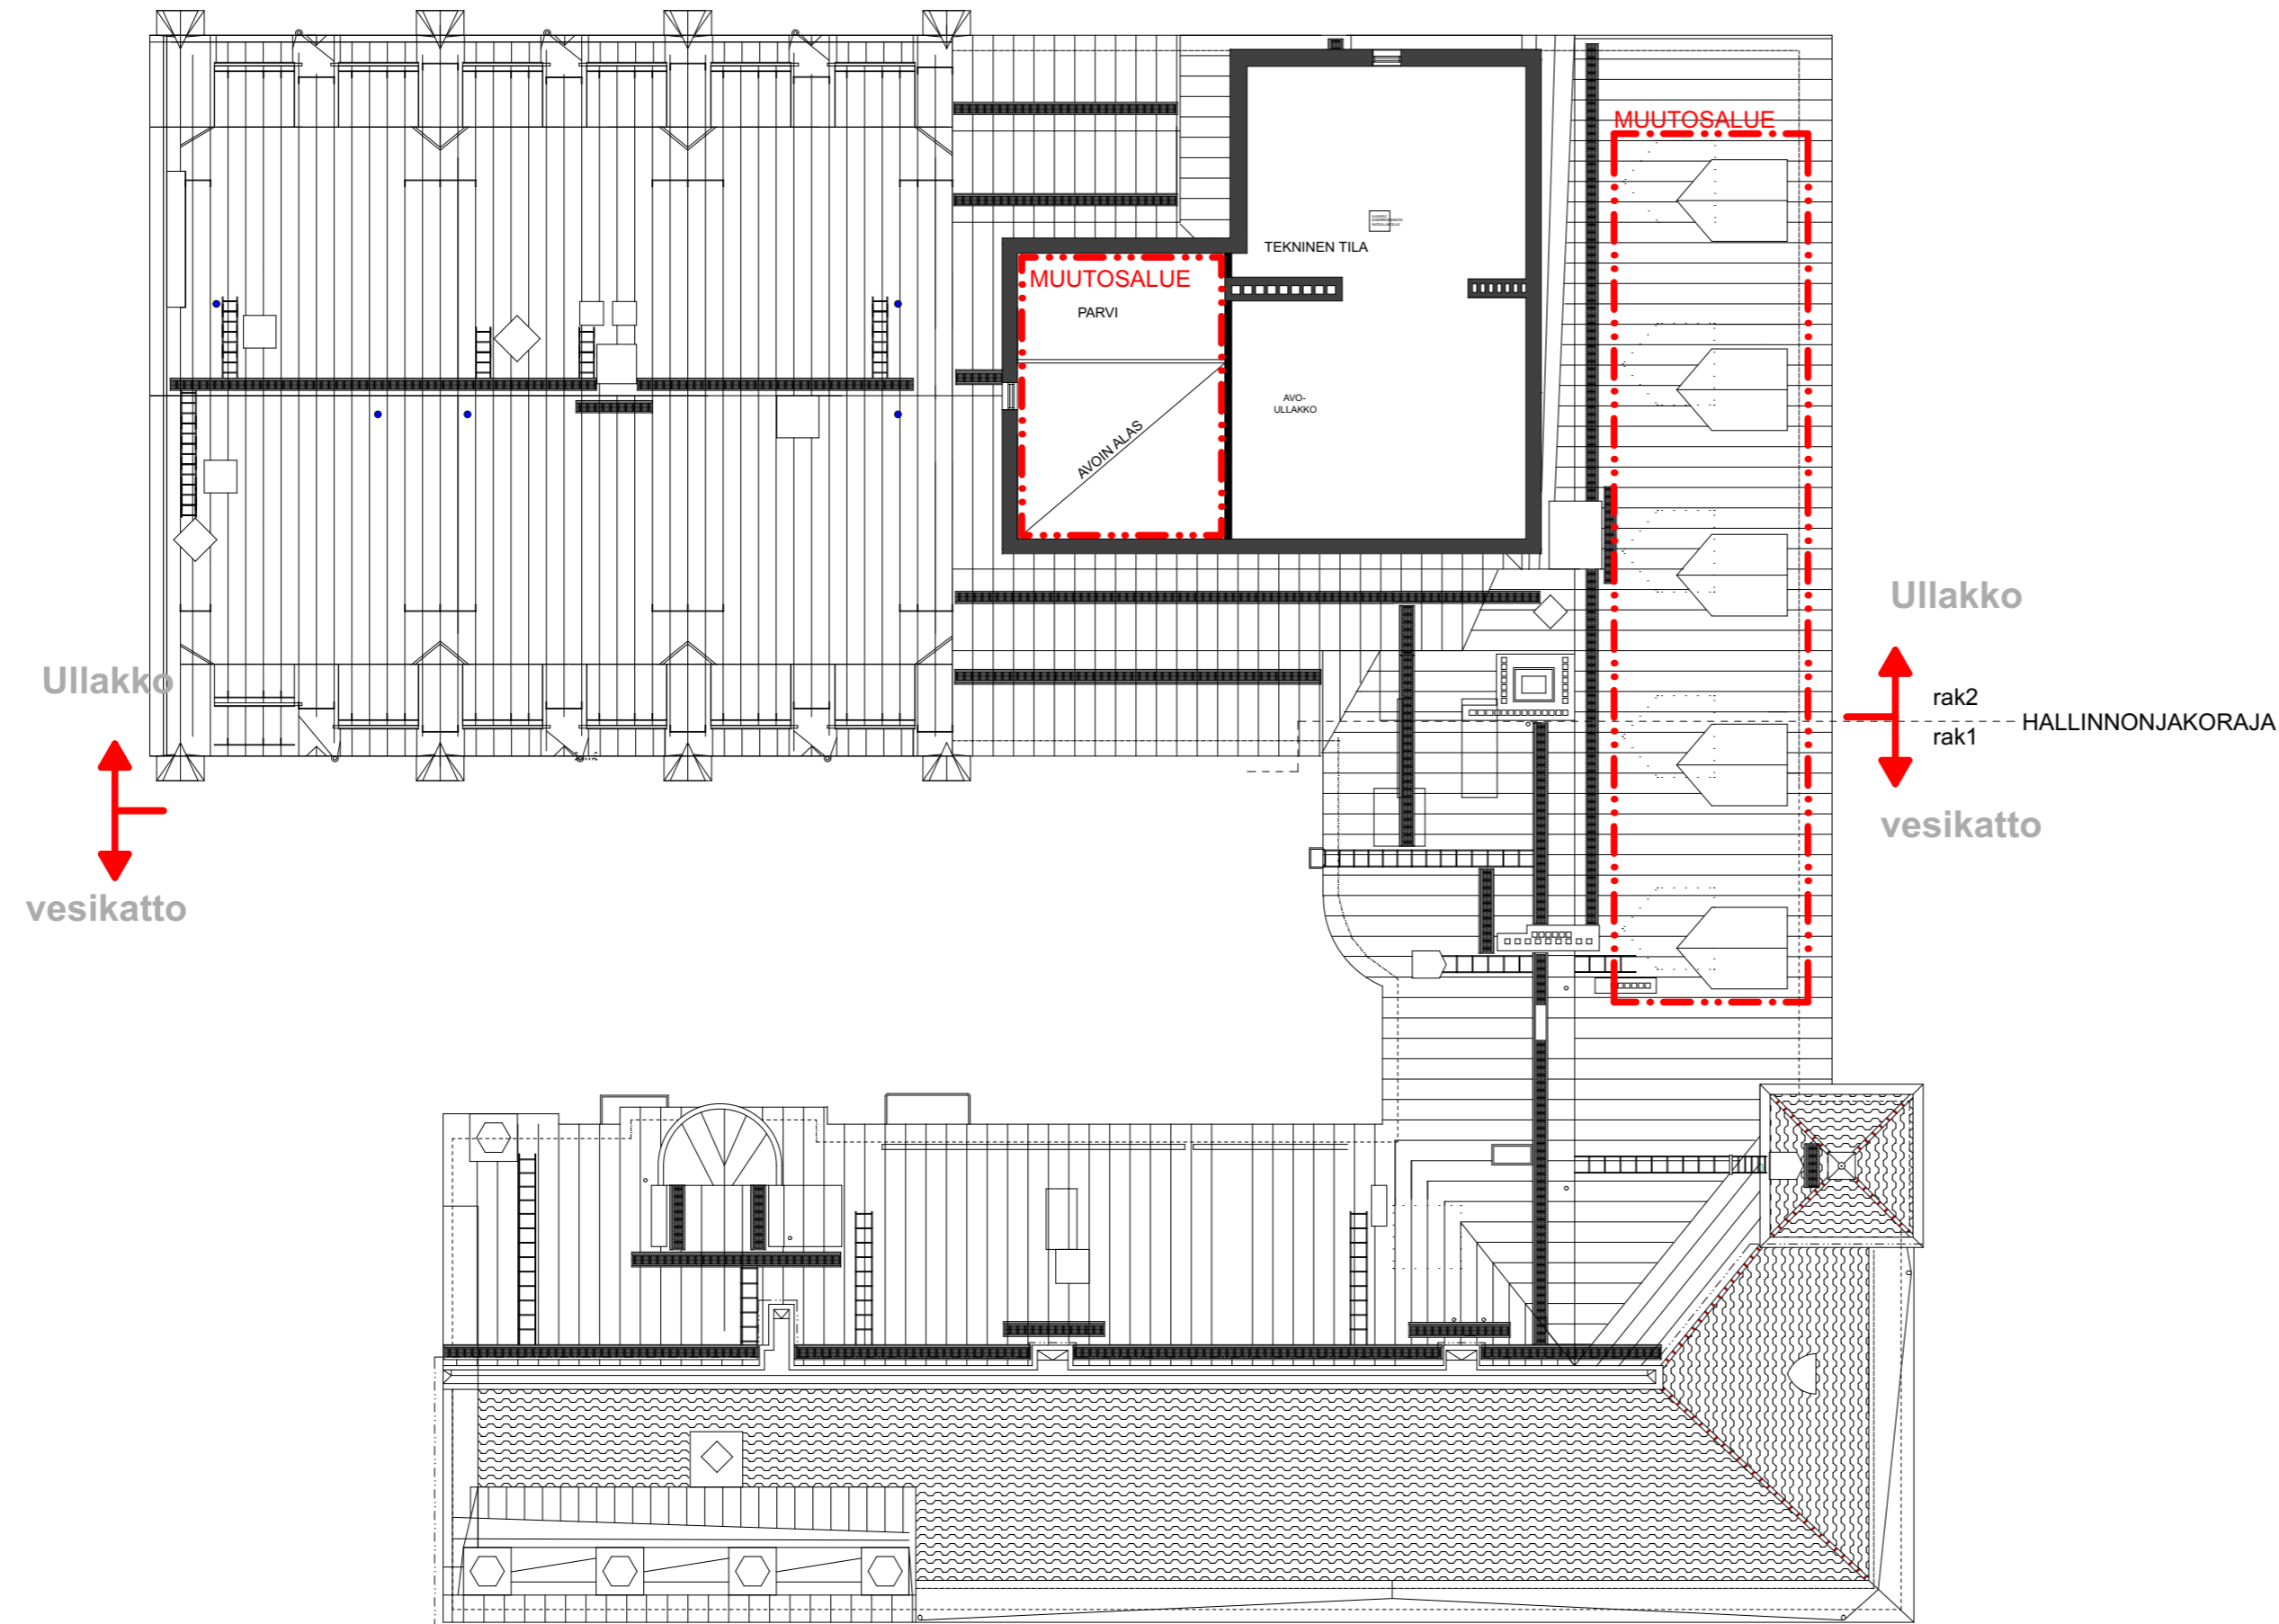 MUUTOSALUE
TEKNINEN TILA
MUUTOSALUE
PARVI
AVO-
ULLAKKO
AVOIN ALAS
Ullakko
Ullakko
rak2
HALLINNONJAKORAJA
rak1
vesikatto
vesikatto